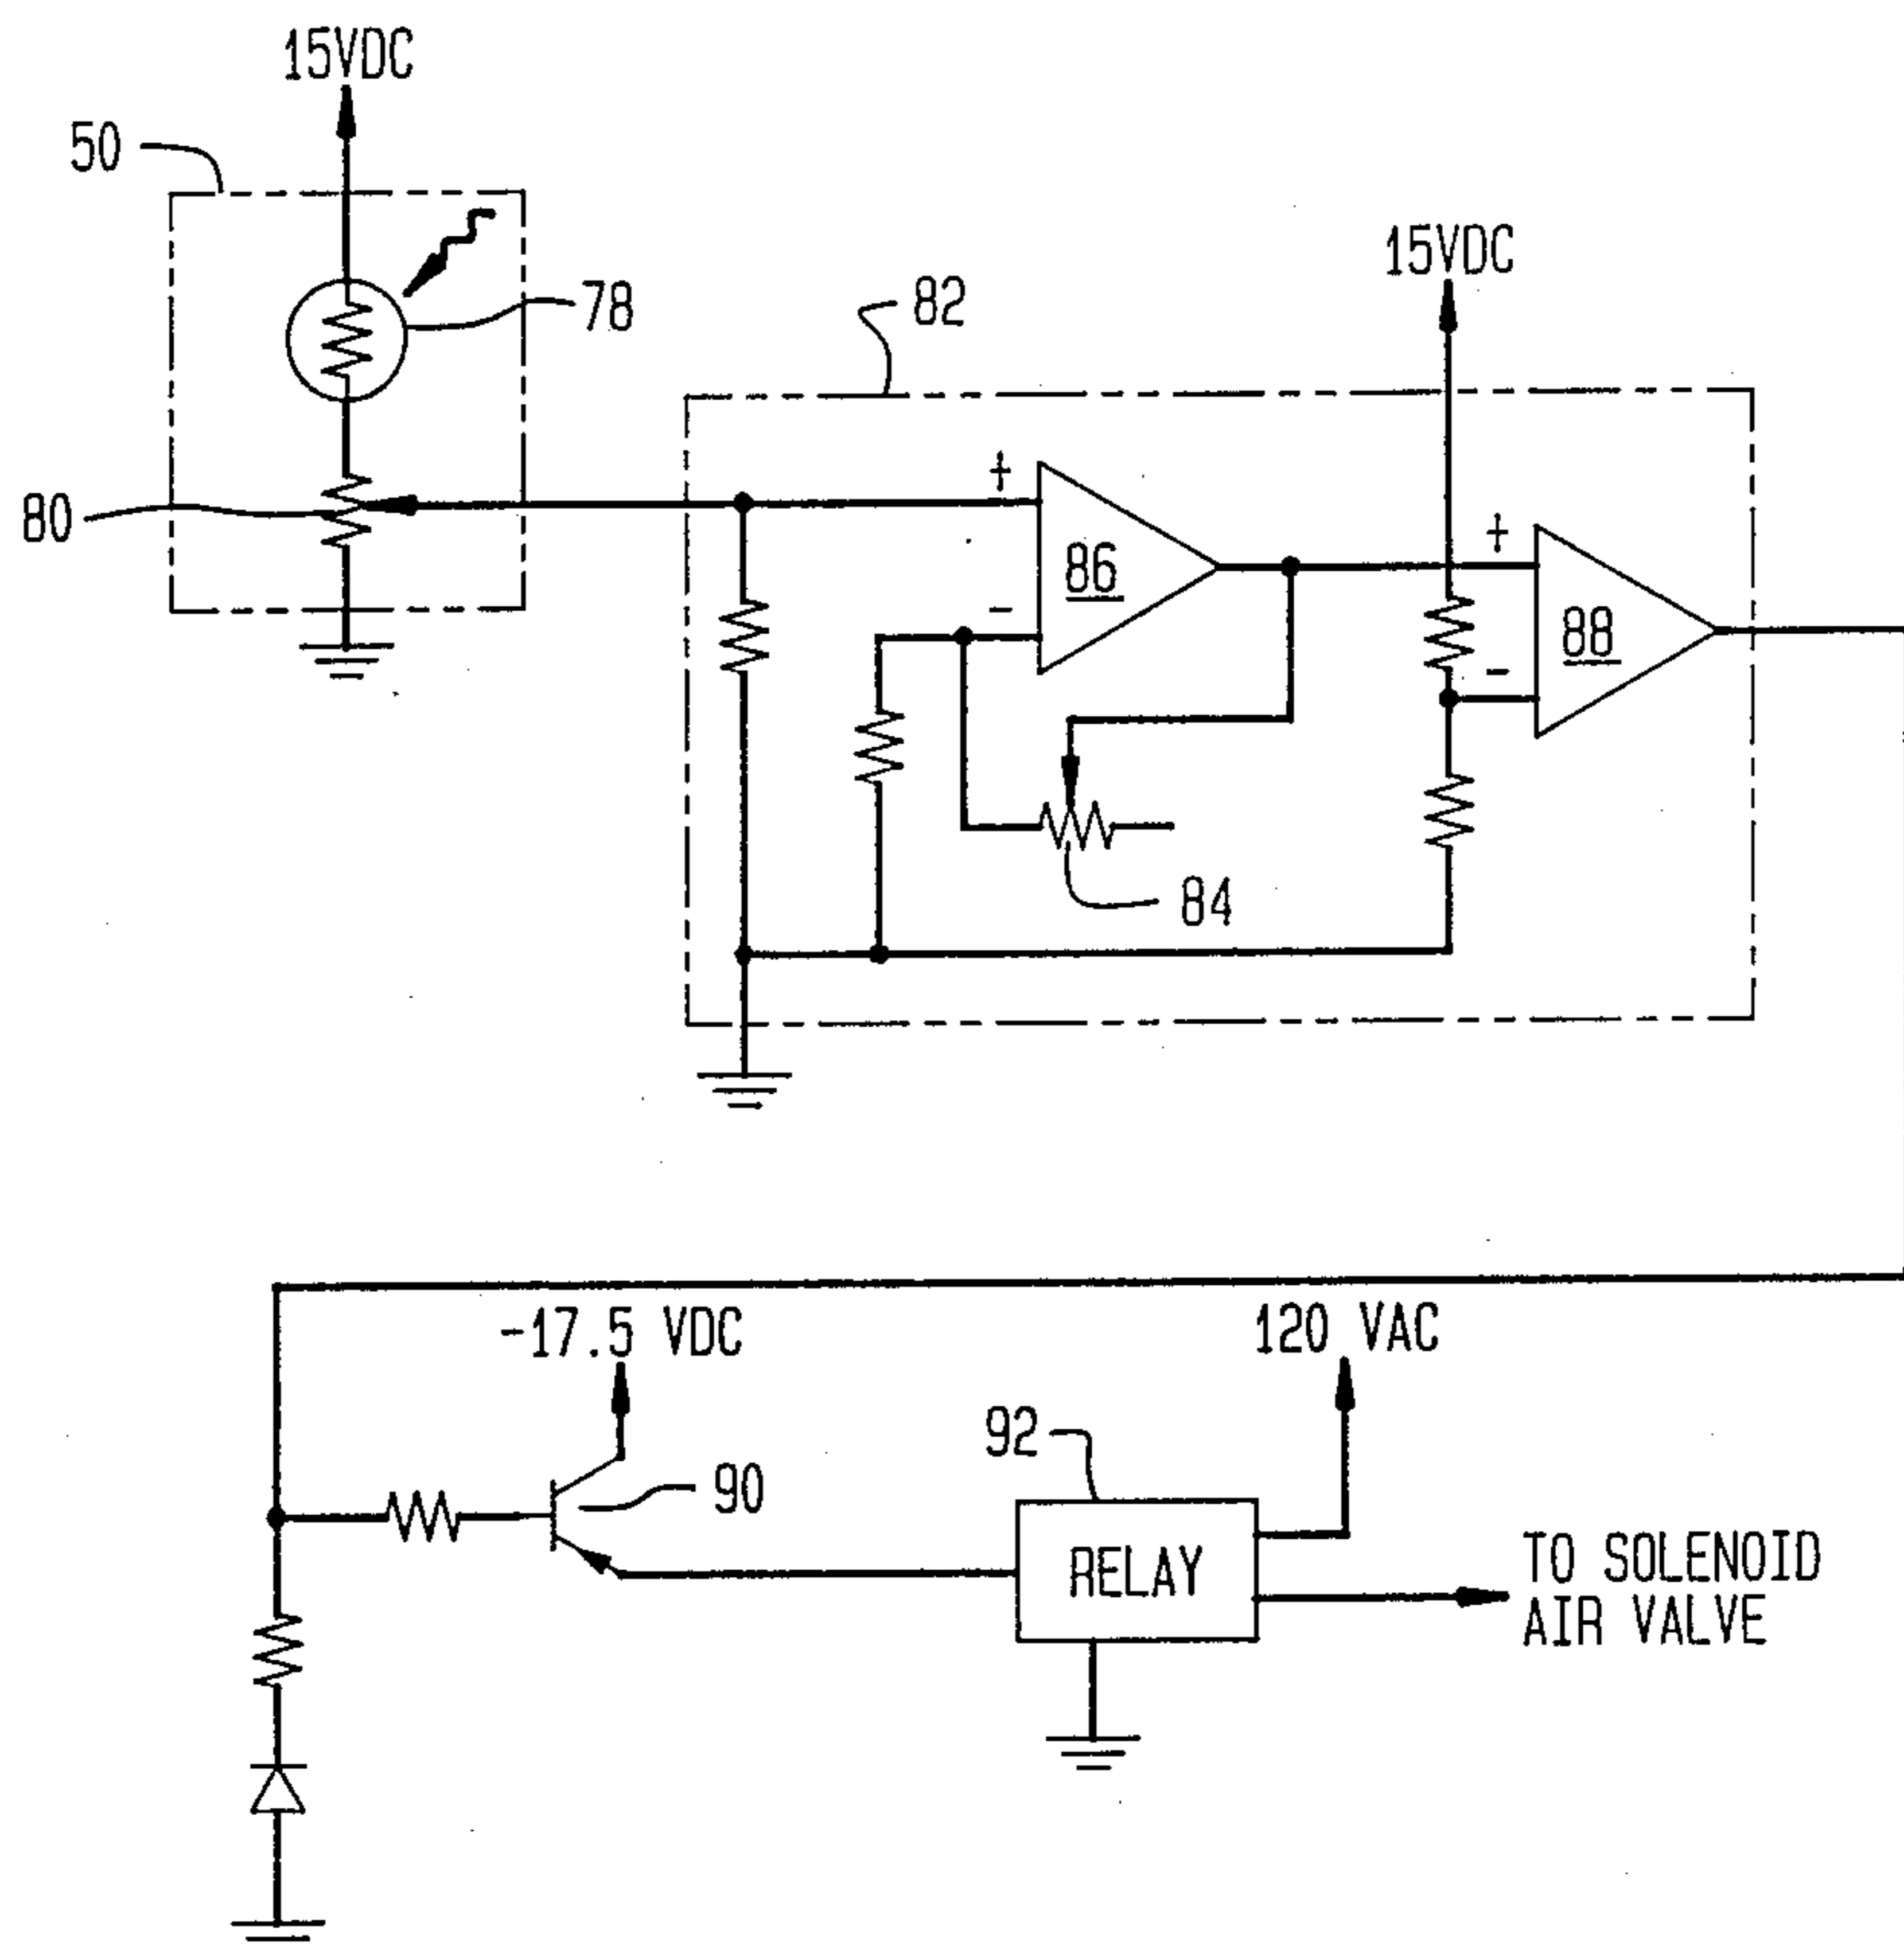 15VDC
50
78
80
82
15VDC
+
-
86
+
-
88
84
-17.5 VDC
120 VAC
92
90
RELAY
TO SOLENOID
AIR VALVE